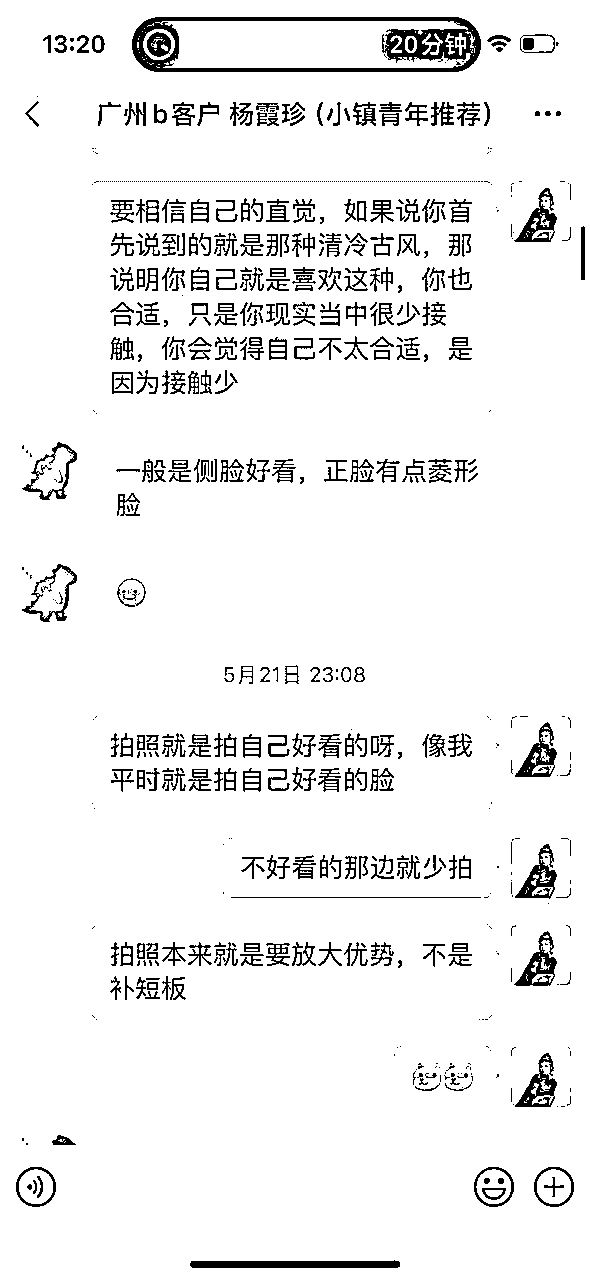 13:20
20分钟
广州b客户 杨霞珍（小镇青年推荐）
要相信自己的直觉，如果说你首
先说到的就是那种清冷古风，那
说明你自己就是喜欢这种，你也
合适，只是你现实当中很少接
触，你会觉得自己不太合适，是
因为接触少
一般是侧脸好看，正脸有点菱形
脸
5月21日 23:08
拍照就是拍自己好看的呀，像我
平时就是拍自己好看的脸
不好看的那边就少拍
拍照本来就是要放大优势，不是
补短板